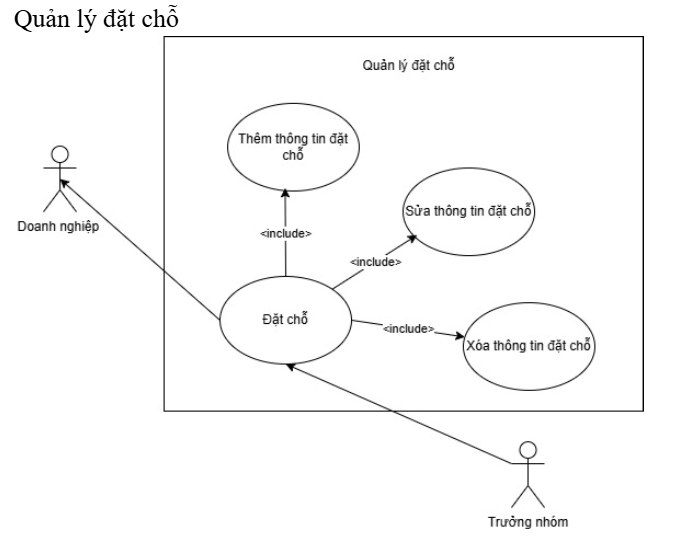 Quản lý đặt chỗ
Quản lý đặt chỗ
Thêm thông tin đặt
chỗ
Doanh nghiệp
Sửa thông tin đặt chỗ
<include>
<include>
Đặt chỗ
<include>
Xóa thông tin đặt chỗ
Trưởng nhóm